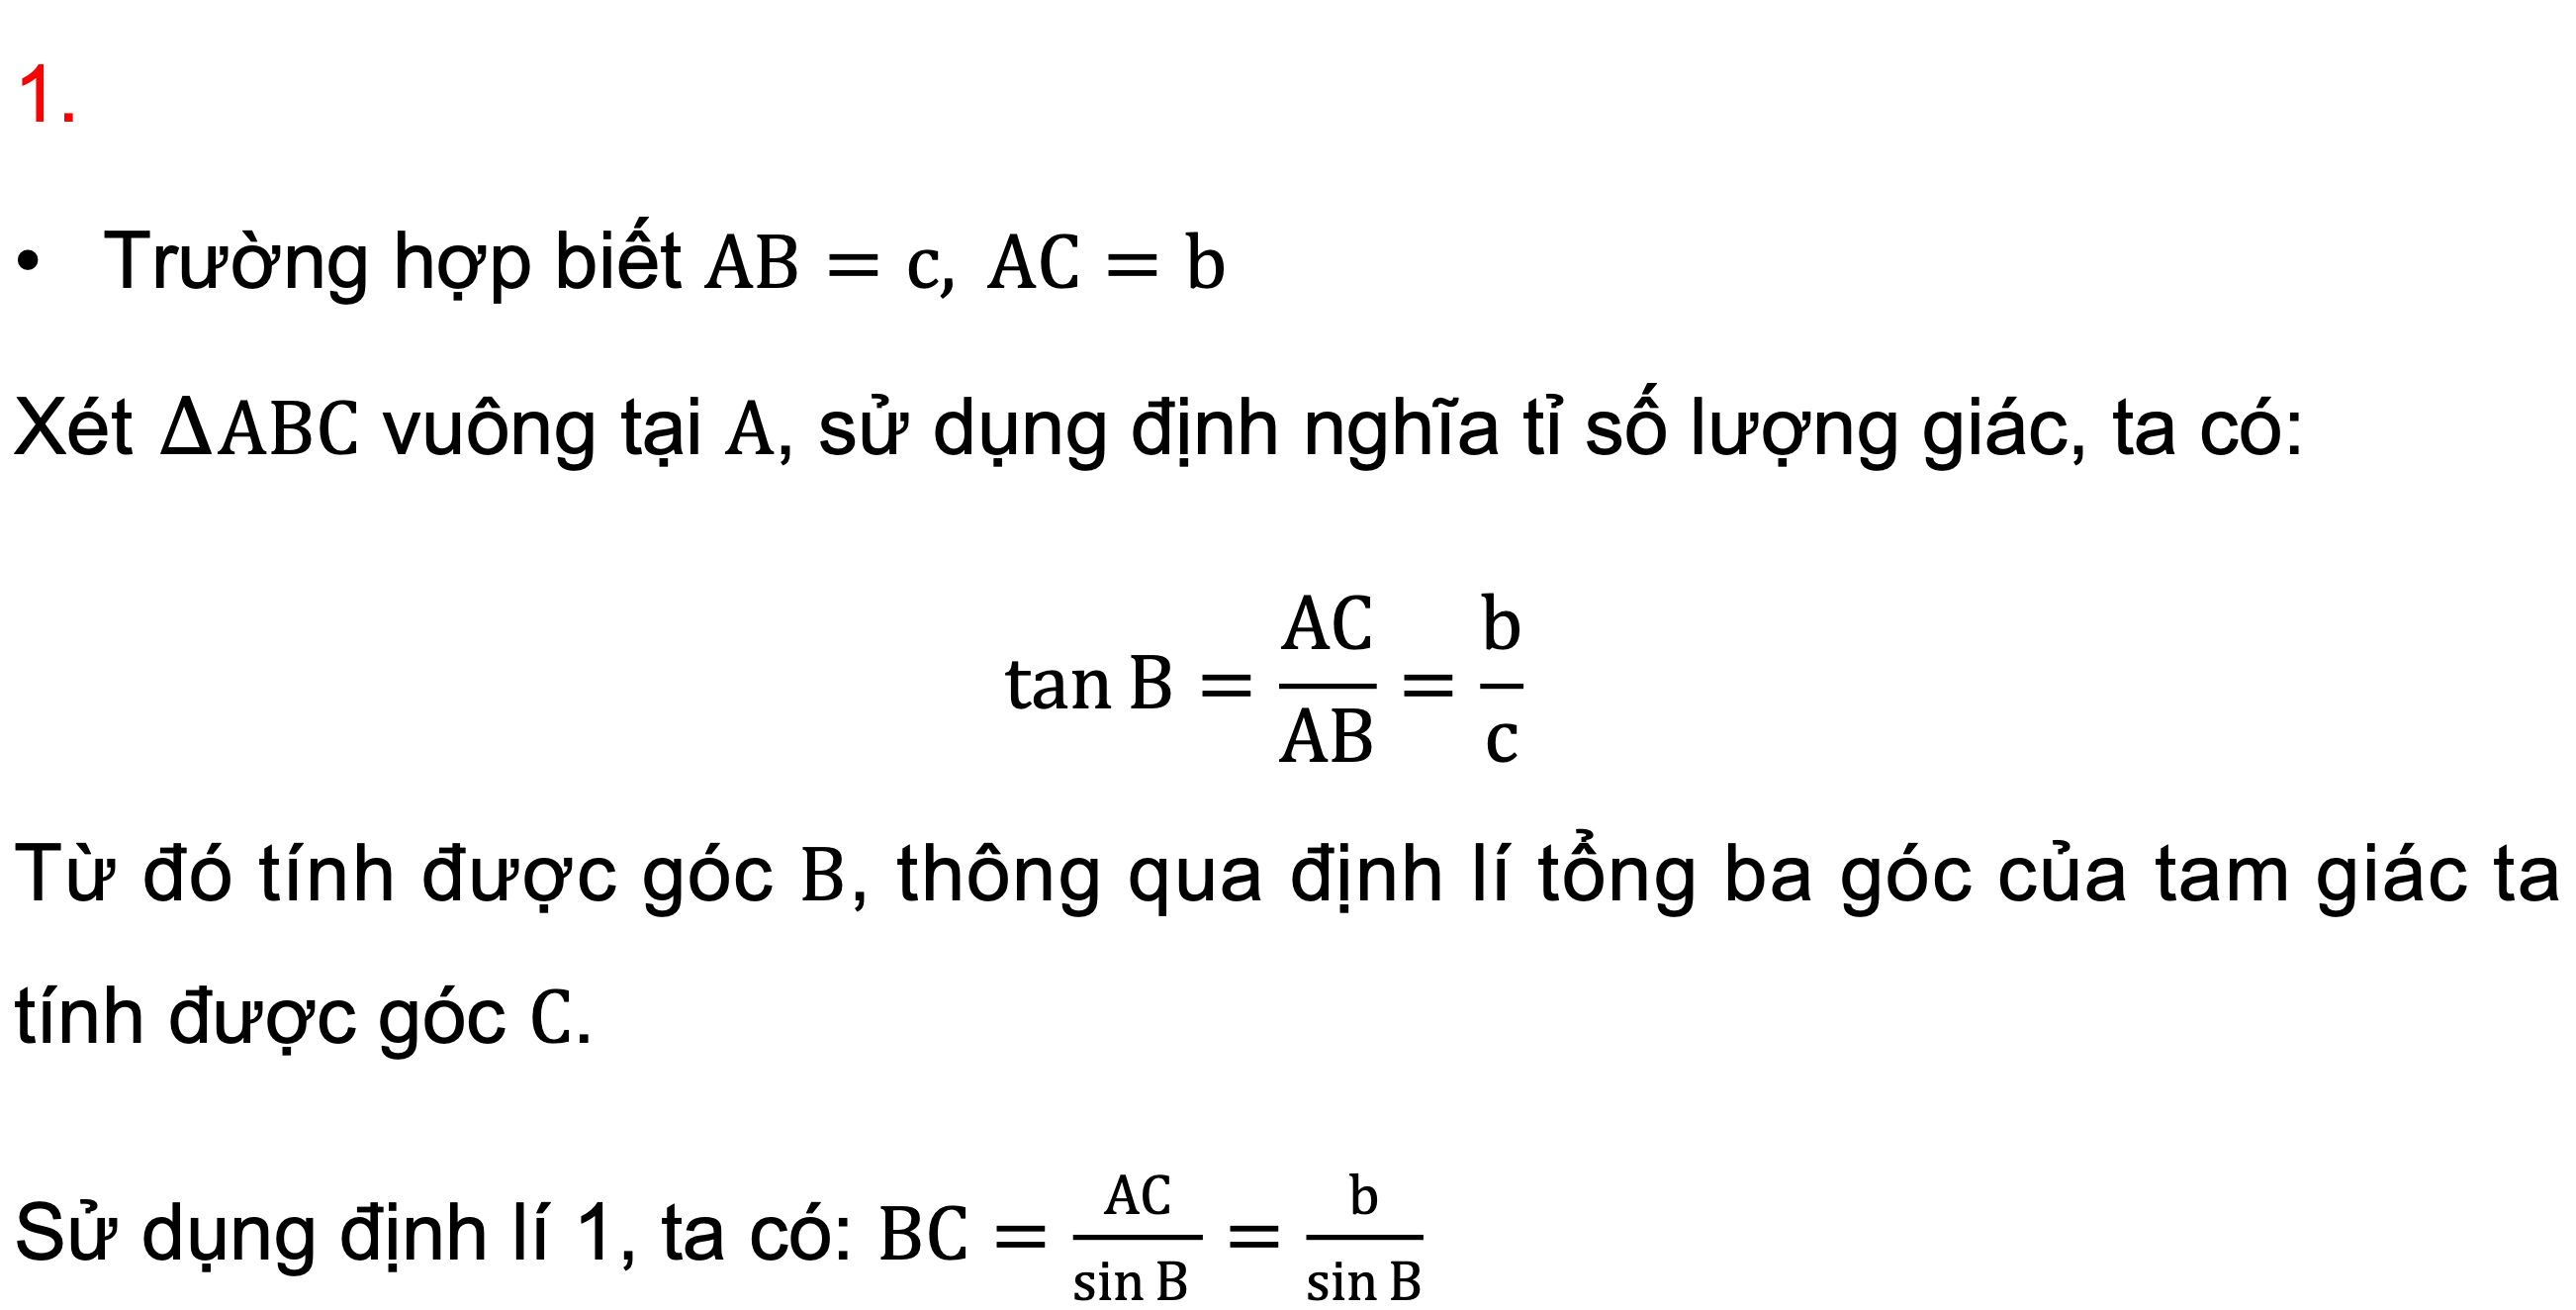 1.
• Trường hợp biết AB = c, AC = b
Xét ΔABC vuông tại A, sử dụng định nghĩa tỉ số lượng giác, ta có:
tan B = AC/AB = b/c
Từ đó tính được góc B, thông qua định lí tổng ba góc của tam giác ta
tính được góc C.
Sử dụng định lí 1, ta có: BC = AC/sin B = b/sin B